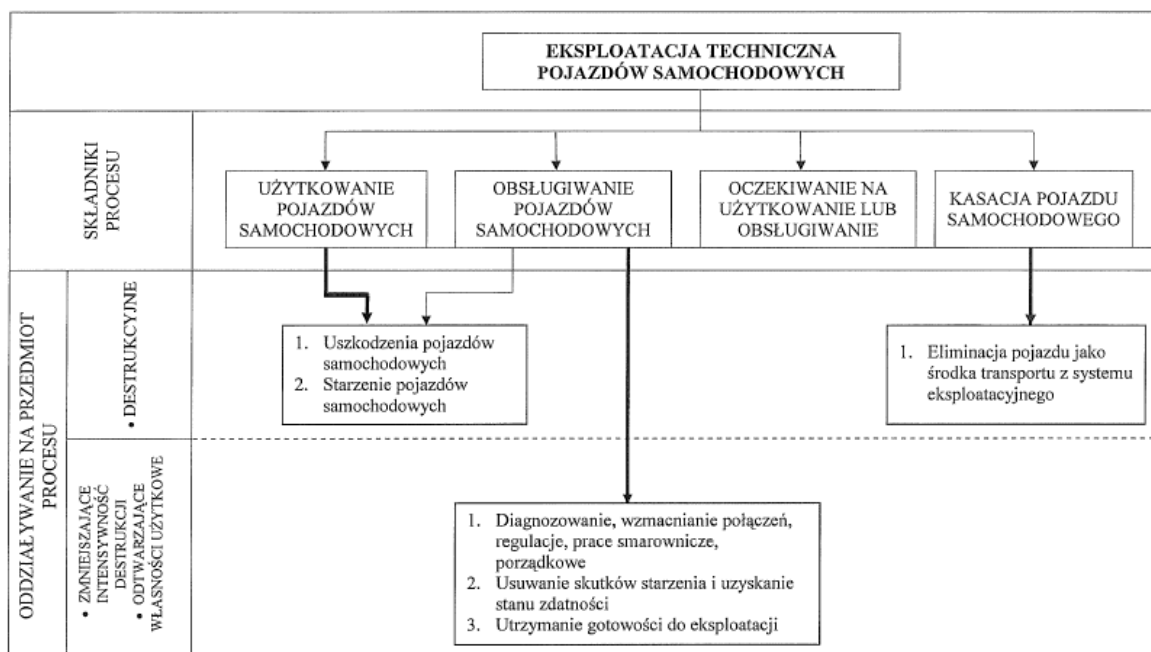 EKSPLOATACJA TECHNICZNA
POJAZDÓW SAMOCHODOWYCH
SKŁADNIKI
PROCESU
UŻYTKOWANIE
POJAZDÓW
SAMOCHODOWYCH
OBSŁUGIWANIE
POJAZDÓW
SAMOCHODOWYCH
OCZEKIWANIE NA
UŻYTKOWANIE LUB
OBSŁUGIWANIE
KASACJA POJAZDU
SAMOCHODOWEGO
ODDZIAŁYWANIE NA PRZEDMIOT
PROCESU
• DESTRUKCYJNE
1. Uszkodzenia pojazdów
samochodowych
2. Starzenie pojazdów
samochodowych
1. Eliminacja pojazdu jako
środka transportu z systemu
eksploatacyjnego
• ZMNIEJSZAJĄCE
INTENSYWNOŚĆ
DESTRUKCJI
• ODTWARZAJĄCE
WŁASNOŚCI UŻYTKOWE
1. Diagnozowanie, wzmacnianie połączeń,
regulacje, prace smarownicze,
porządkowe
2. Usuwanie skutków starzenia i uzyskanie
stanu zdatności
3. Utrzymanie gotowości do eksploatacji